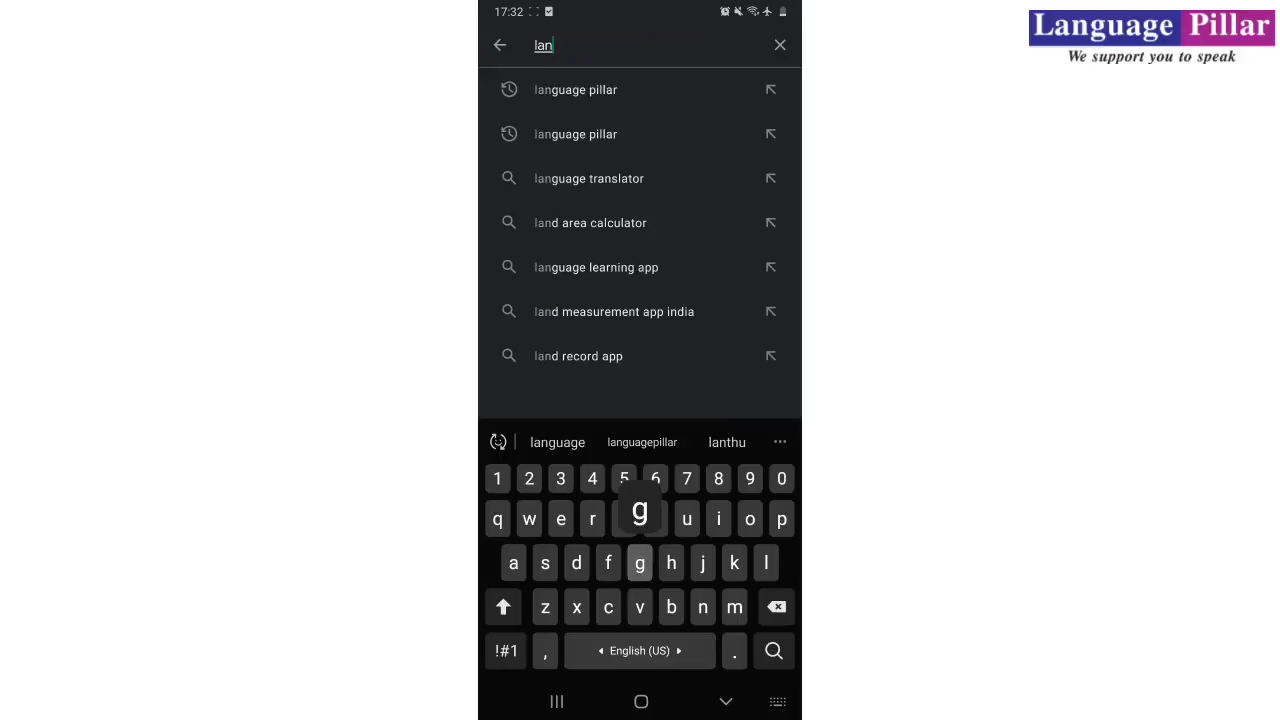 17:32
Language Pillar
We support you to speak
lan
language pillar
language pillar
language translator
land area calculator
language learning app
land measurement app india
land record app
language languagepillar lanthu
1 2 3 4 5 6 7 8 9 0
q w e r u i o p
g
a s d f g h j k l
z x c v b n m
!#1 , English (US) .